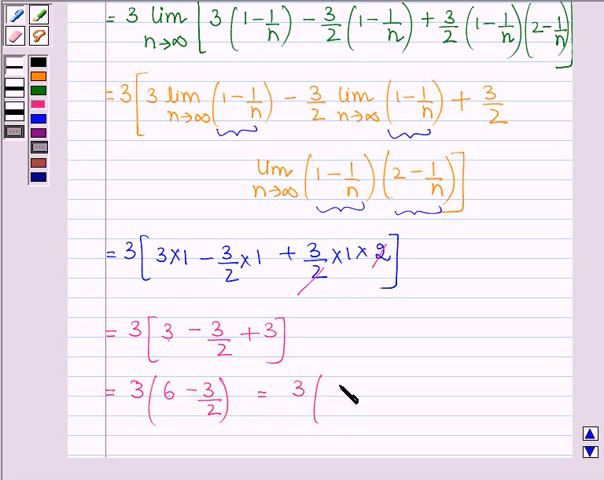 = 3 lim n→∞ [ 3 (1 - 1/n) - 3/2 (1 - 1/n) + 3/2 (1 - 1/n) (2 - 1/n) ]
= 3 [ 3 lim n→∞ (1 - 1/n) - 3/2 lim n→∞ (1 - 1/n) + 3/2
lim n→∞ (1 - 1/n) (2 - 1/n) ]
= 3 [ 3×1 - 3/2 ×1 + 3/2 ×1× 2 ]
= 3 [ 3 - 3/2 + 3 ]
= 3 ( 6 - 3/2 ) = 3 (